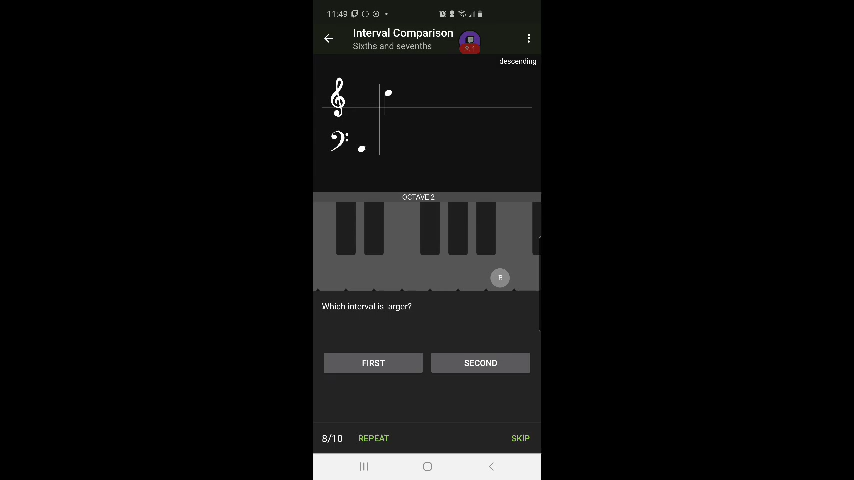 11:49
Interval Comparison
Sixths and sevenths
descending
OCTAVE 2
B
Which interval is larger?
FIRST SECOND
8/10 REPEAT SKIP